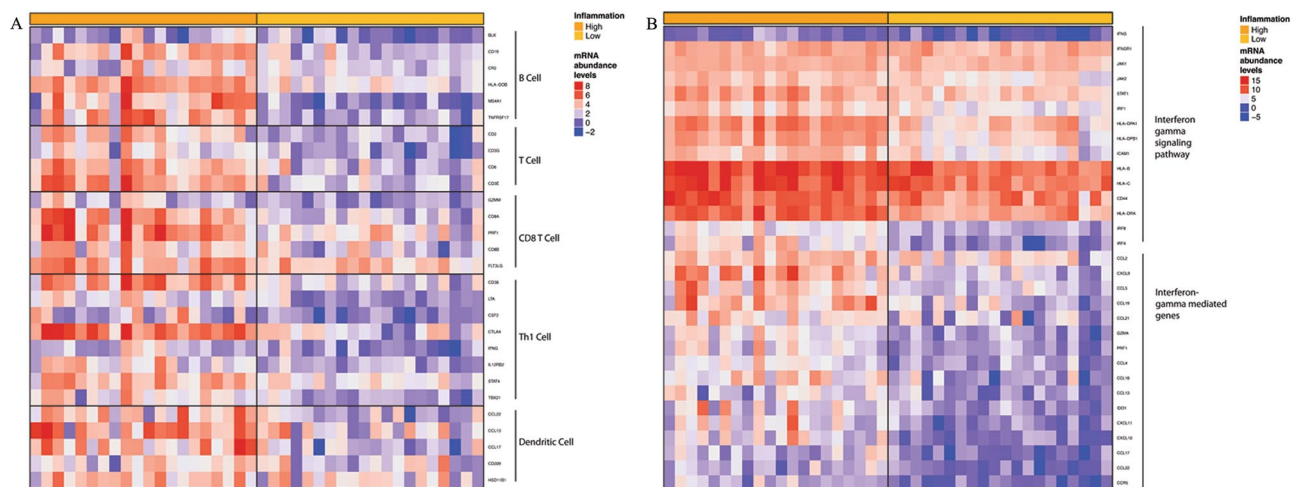 A
Inflammation
High
Low
mRNA
abundance
levels
8
6
4
2
0
−2
BLK
CD19
CR2
HLA-DOB
MS4A1
TNFRSF17
B Cell
CD2
CD3G
CD6
CD3E
T Cell
GZMM
CD8A
PRF1
CD8B
FLT3LG
CD8 T Cell
CD38
LTA
CSF2
CTLA4
IFNG
IL12RB2
STAT4
TBX21
Th1 Cell
CCL22
CCL13
CCL17
CD209
HSD11B1
Dendritic Cell
B
Inflammation
High
Low
mRNA
abundance
levels
15
10
5
0
−5
IFNG
IFNGR1
JAK1
JAK2
STAT1
IRF1
HLA-DPA1
HLA-DPB1
ICAM1
HLA-B
HLA-C
CD44
HLA-DRA
IRF8
IRF4
Interferon
gamma
signaling
pathway
CCL2
CXCL9
CCL5
CCL19
CCL21
GZMA
PRF1
CCL4
CCL18
CCL13
IDO1
CXCL11
CXCL10
CCL17
CCL22
CCR5
Interferon-
gamma mediated
genes